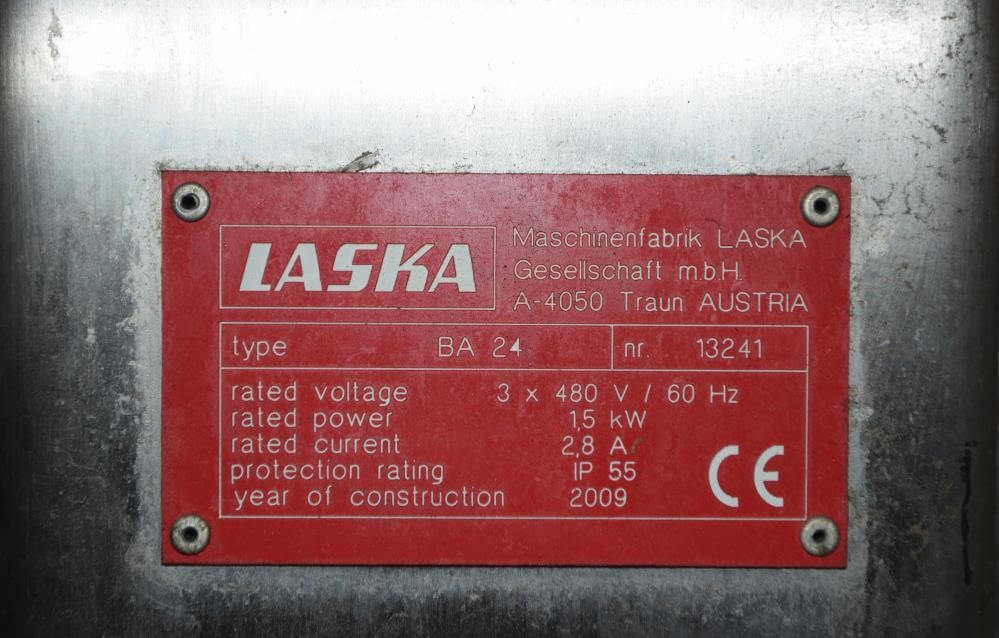 LASKA
Maschinenfabrik LASKA
Gesellschaft m.b.H.
A-4050 Traun AUSTRIA
type BA 24 nr. 13241
rated voltage 3 x 480 V / 60 Hz
rated power 1,5 kW
rated current 2,8 A
protection rating IP 55
year of construction 2009
CE